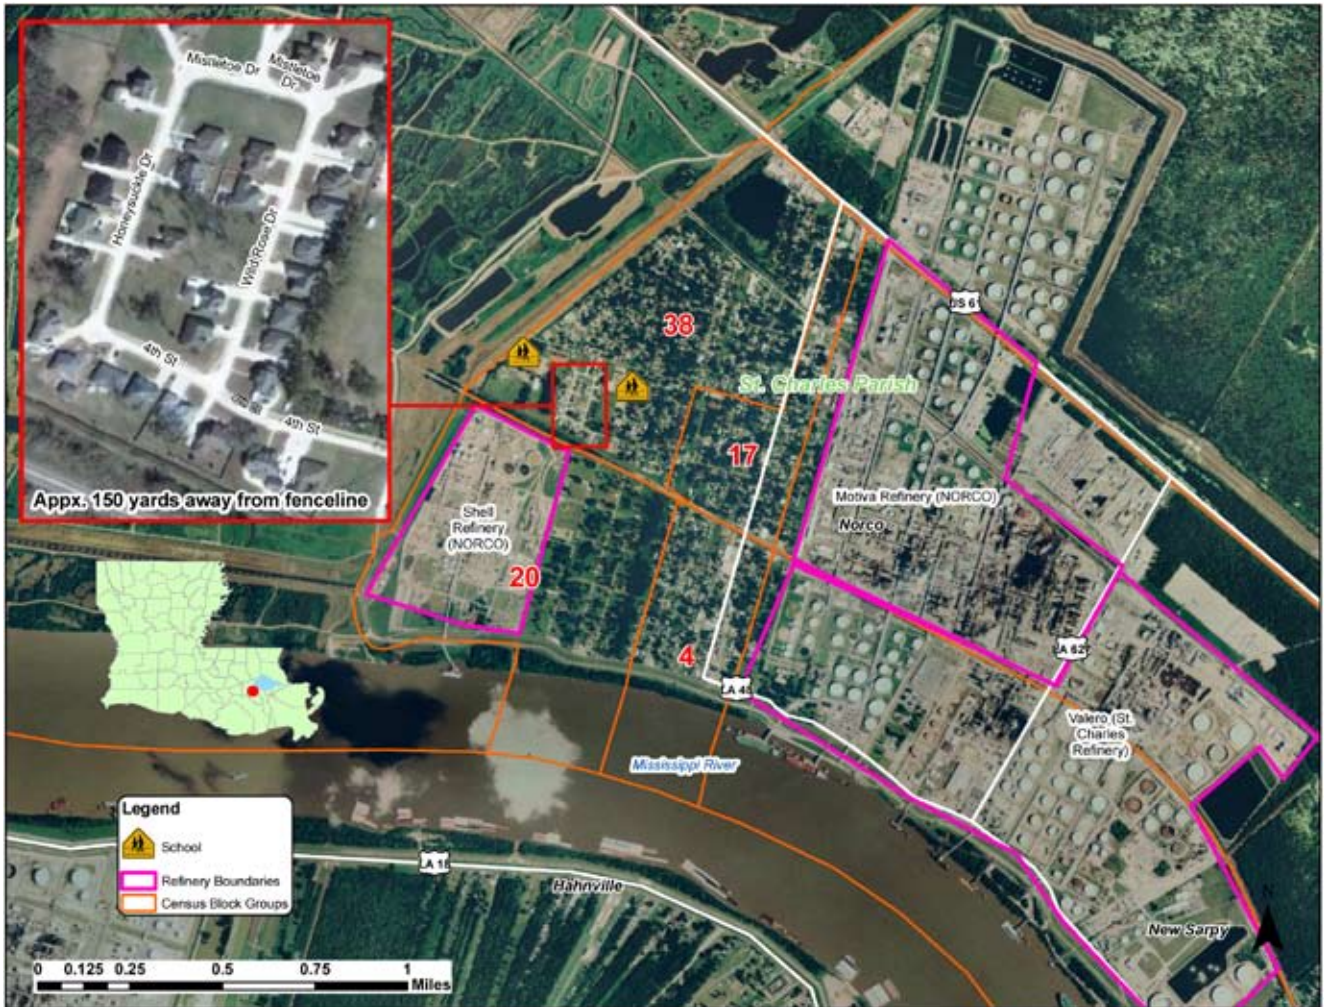 Mistletoe Dr
Mistletoe
Dr
Honeysuckle Dr
Wild Rose Dr
4th St
4th St
4th St
Appx. 150 yards away from fenceline
38
St. Charles Parish
US 61
17
Motiva Refinery (NORCO)
Norco
Shell
Refinery
(NORCO)
20
4
LA 48
LA 62
Valero (St.
Charles
Refinery)
Mississippi River
Legend
School
Refinery Boundaries
Census Block Groups
LA 18
Hahnville
New Sarpy
N
0 0.125 0.25 0.5 0.75 1
Miles